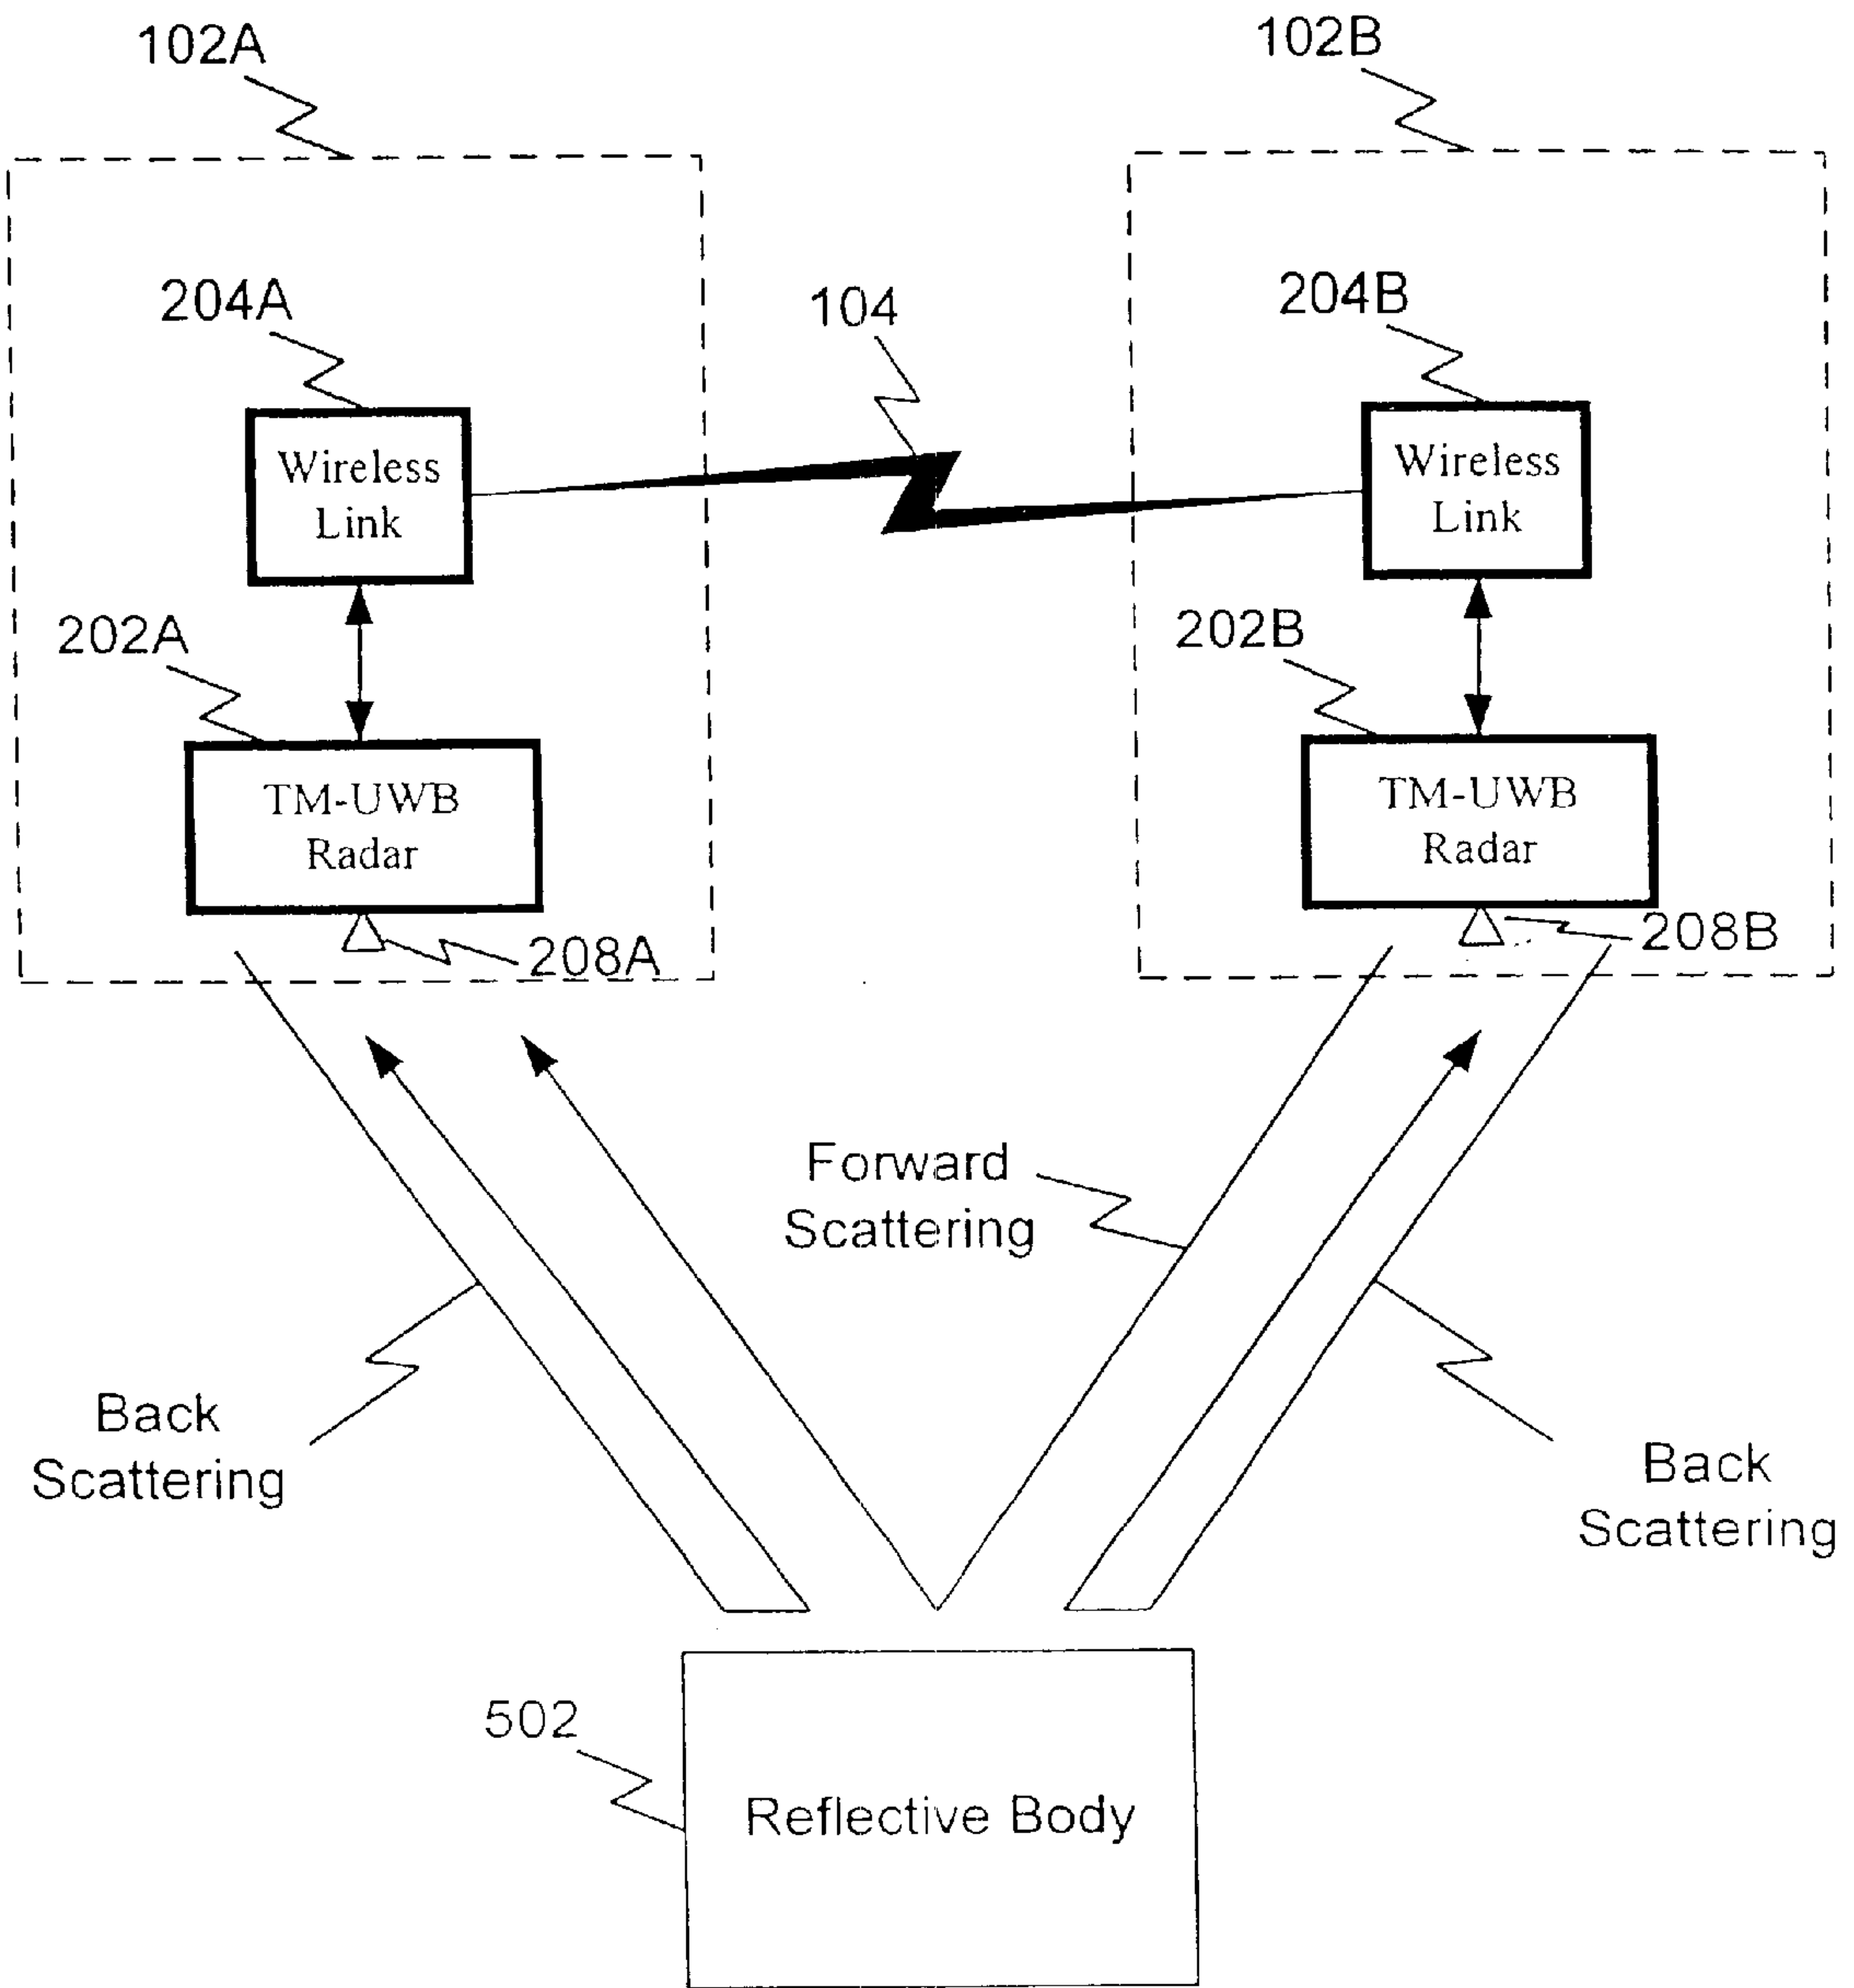 102A
102B
204A
104
204B
Wireless
Link
Wireless
Link
202A
202B
TM-UWB
Radar
TM-UWB
Radar
208A
208B
Forward
Scattering
Back
Scattering
Back
Scattering
502
Reflective Body